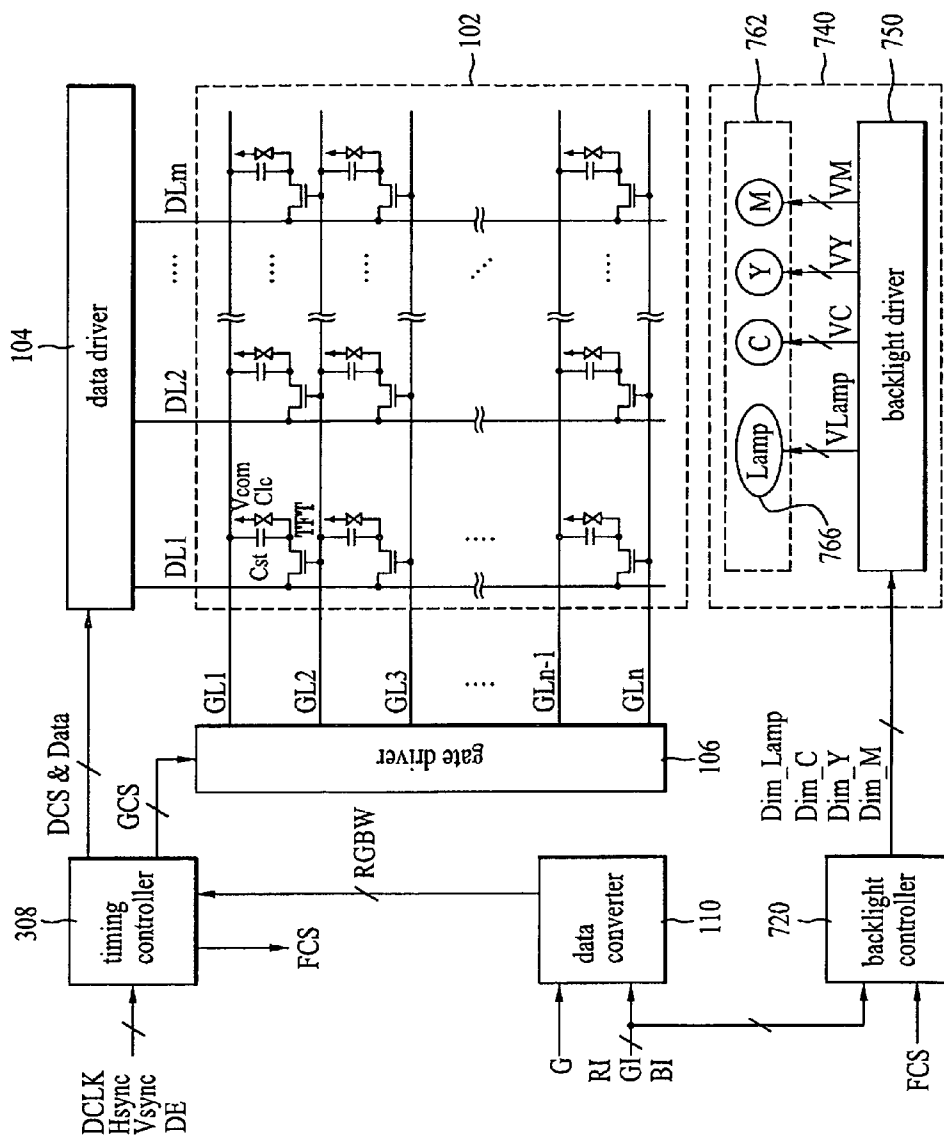 104
data driver
DCS & Data
GCS
308
timing
controller
DCLK
Hsync
Vsync
DE
FCS
RGBW
DL1
DL2
....
DLm
102
GL1
GL2
GL3
....
GLn-1
GLn
Vcom
Clc
Cst
TFT
....
....
....
....
....
....
gate driver
106
data
converter
110
G
RI
GI
BI
720
backlight
controller
FCS
Dim_Lamp
Dim_C
Dim_Y
Dim_M
762
740
750
Lamp
C
Y
M
766
VLamp
VC
VY
VM
backlight driver